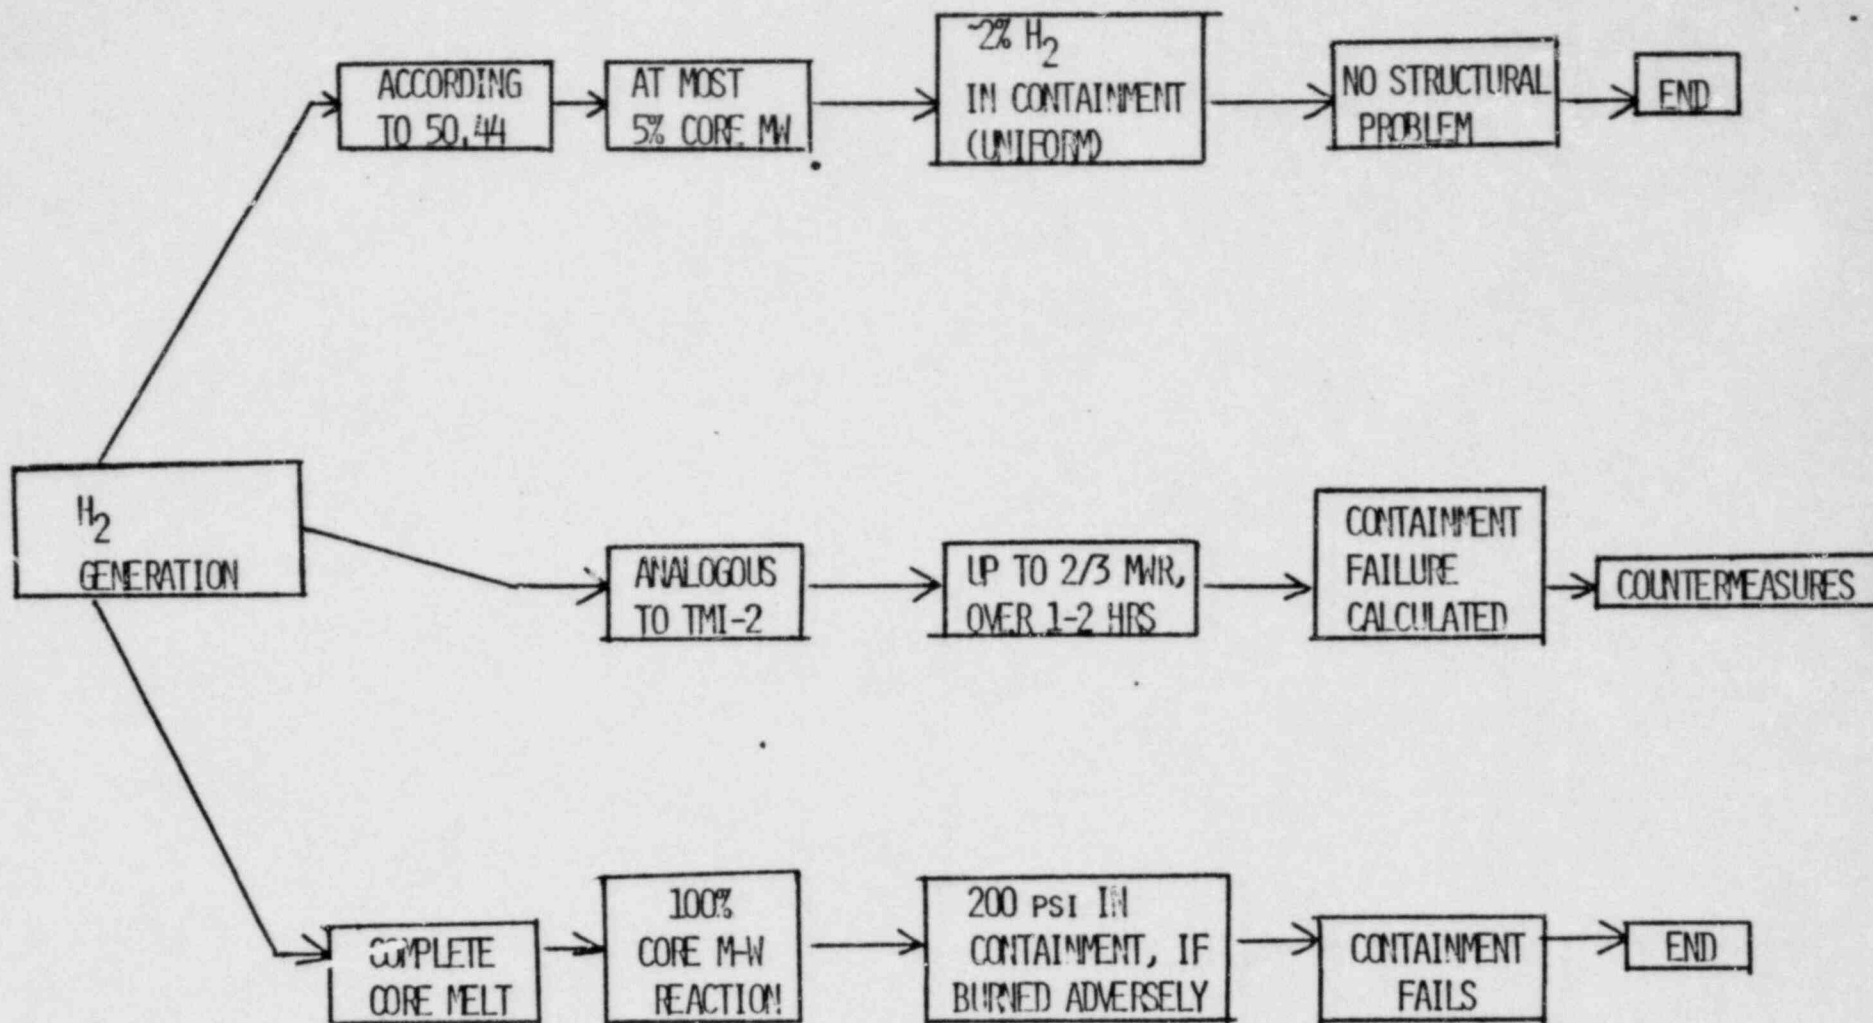 ACCORDING
TO 50.44
AT MOST
5% CORE MW
~2% H2
IN CONTAINMENT
(UNIFORM)
NO STRUCTURAL
PROBLEM
END
H2
GENERATION
ANALOGOUS
TO TMI-2
UP TO 2/3 MWR,
OVER 1-2 HRS
CONTAINMENT
FAILURE
CALCULATED
COUNTERMEASURES
COMPLETE
CORE MELT
100%
CORE M-W
REACTION
200 PSI IN
CONTAINMENT, IF
BURNED ADVERSELY
CONTAINMENT
FAILS
END